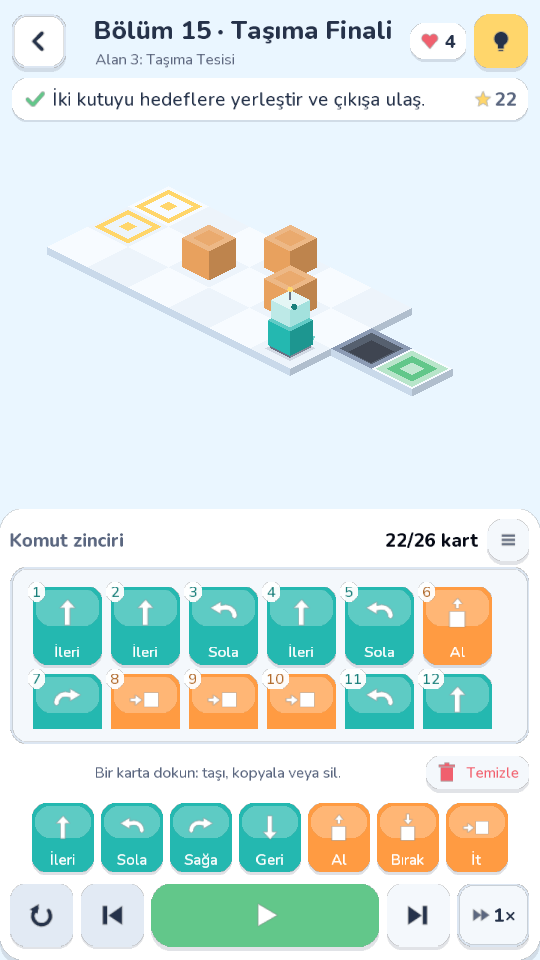 Bölüm 15 · Taşıma Finali
Alan 3: Taşıma Tesisi
4
İki kutuyu hedeflere yerleştir ve çıkışa ulaş.
22
Komut zinciri
22/26 kart
1 2 3 4 5 6
İleri İleri Sola İleri Sola Al
7 8 9 10 11 12
Bir karta dokun: taşı, kopyala veya sil.
Temizle
İleri Sola Sağa Geri Al Bırak İt
1×